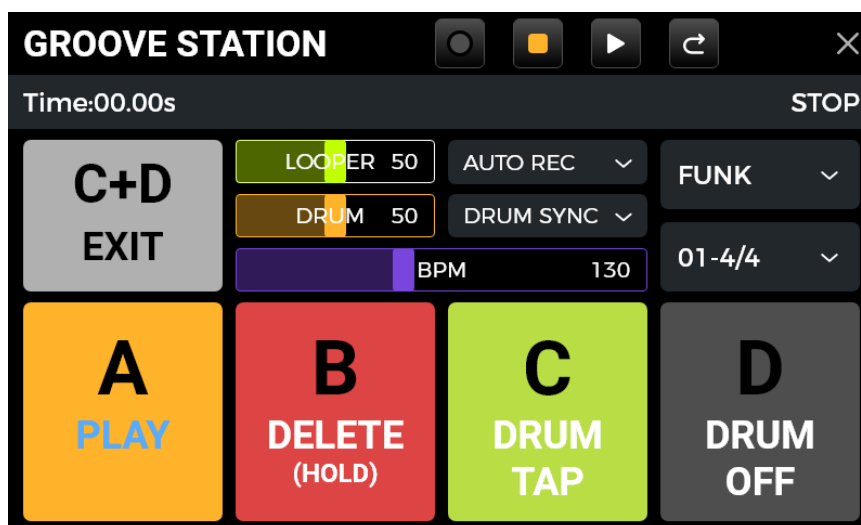 GROOVE STATION
Time:00.00s STOP
C+D
EXIT
LOOPER 50
AUTO REC
FUNK
DRUM 50
DRUM SYNC
BPM 130
01-4/4
A
PLAY
B
DELETE
(HOLD)
C
DRUM
TAP
D
DRUM
OFF